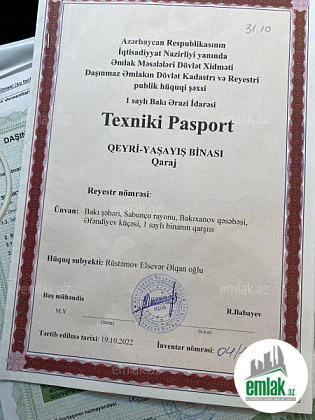 31.10
Azərbaycan Respublikasının
İqtisadiyyat Nazirliyi yanında
Əmlak Məsələləri Dövlət Xidməti
Daşınmaz Əmlakın Dövlət Kadastrı və Reyestri
publik hüquqi şəxsi
1 saylı Bakı Ərazi İdarəsi
Texniki Pasport
QEYRİ-YAŞAYIŞ BİNASI
Qaraj
Reyestr nömrəsi:
Ünvan: Bakı şəhəri, Sabunçu rayonu, Bakıxanov qəsəbəsi,
Əfəndiyev küçəsi, 1 saylı binanın qarşısı
Hüquq subyekti: Rüstəmov Elsevər Əlqan oğlu
Baş mühəndis
M.Y
R.Babayev
(imza)
Tərtib edilmə tarixi: 19.10.2022
İnventar nömrəsi:
emlak.az